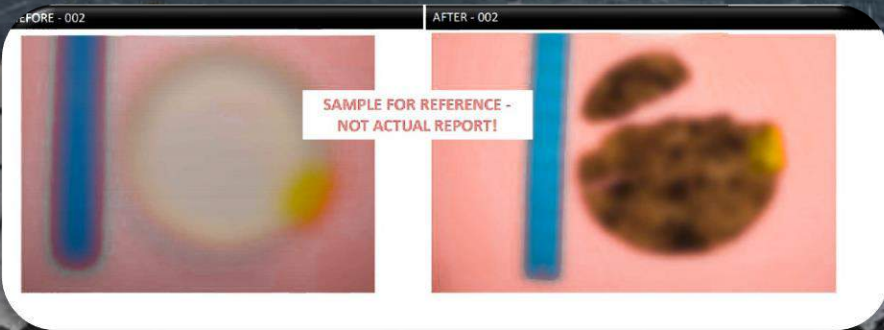 EFORE - 002
AFTER - 002
SAMPLE FOR REFERENCE -
NOT ACTUAL REPORT!